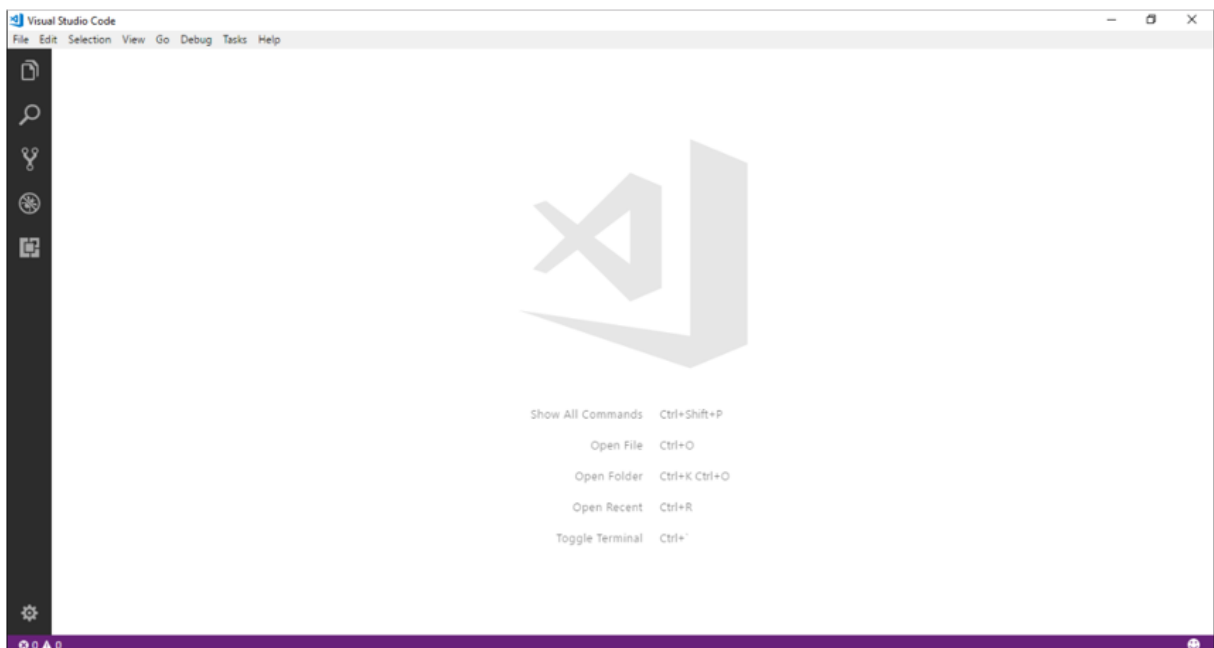 Visual Studio Code
File Edit Selection View Go Debug Tasks Help
Show All Commands Ctrl+Shift+P
Open File Ctrl+O
Open Folder Ctrl+K Ctrl+O
Open Recent Ctrl+R
Toggle Terminal Ctrl+`
0 0